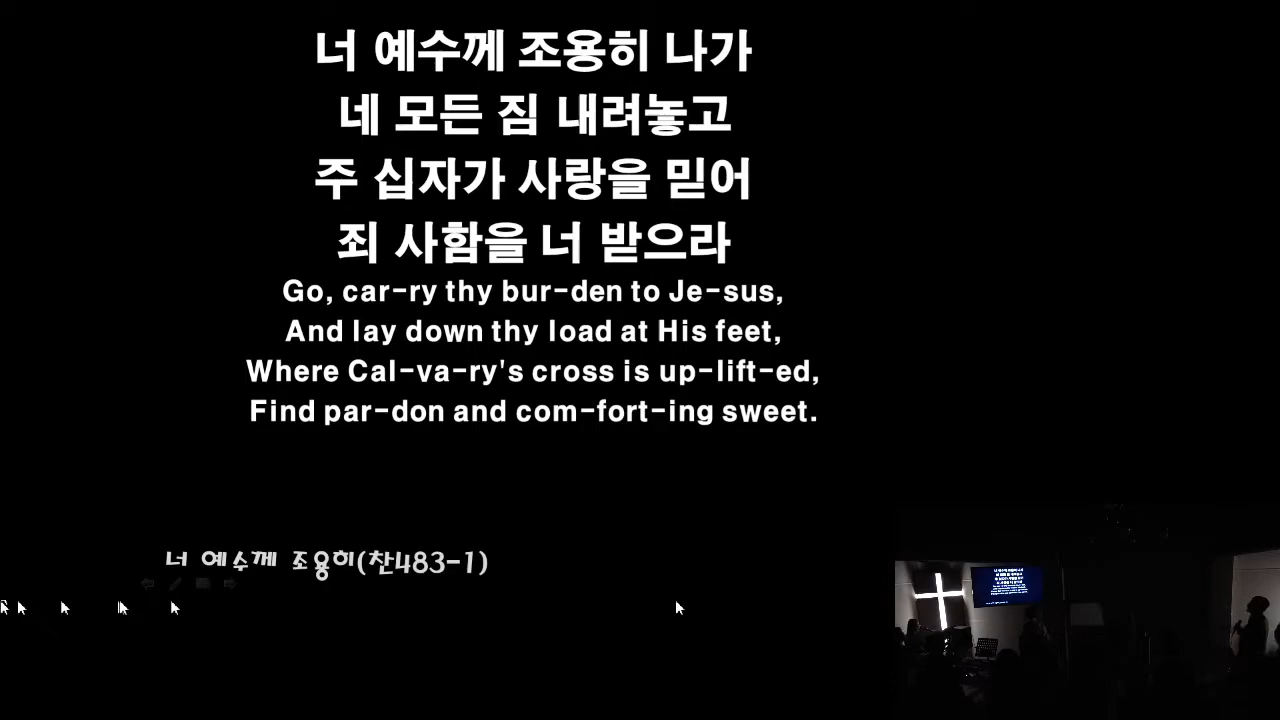 너 예수께 조용히 나가
네 모든 짐 내려놓고
주 십자가 사랑을 믿어
죄 사함을 너 받으라
Go, car-ry thy bur-den to Je-sus,
And lay down thy load at His feet,
Where Cal-va-ry's cross is up-lift-ed,
Find par-don and com-fort-ing sweet.
너 예수께 조용히(찬483-1)